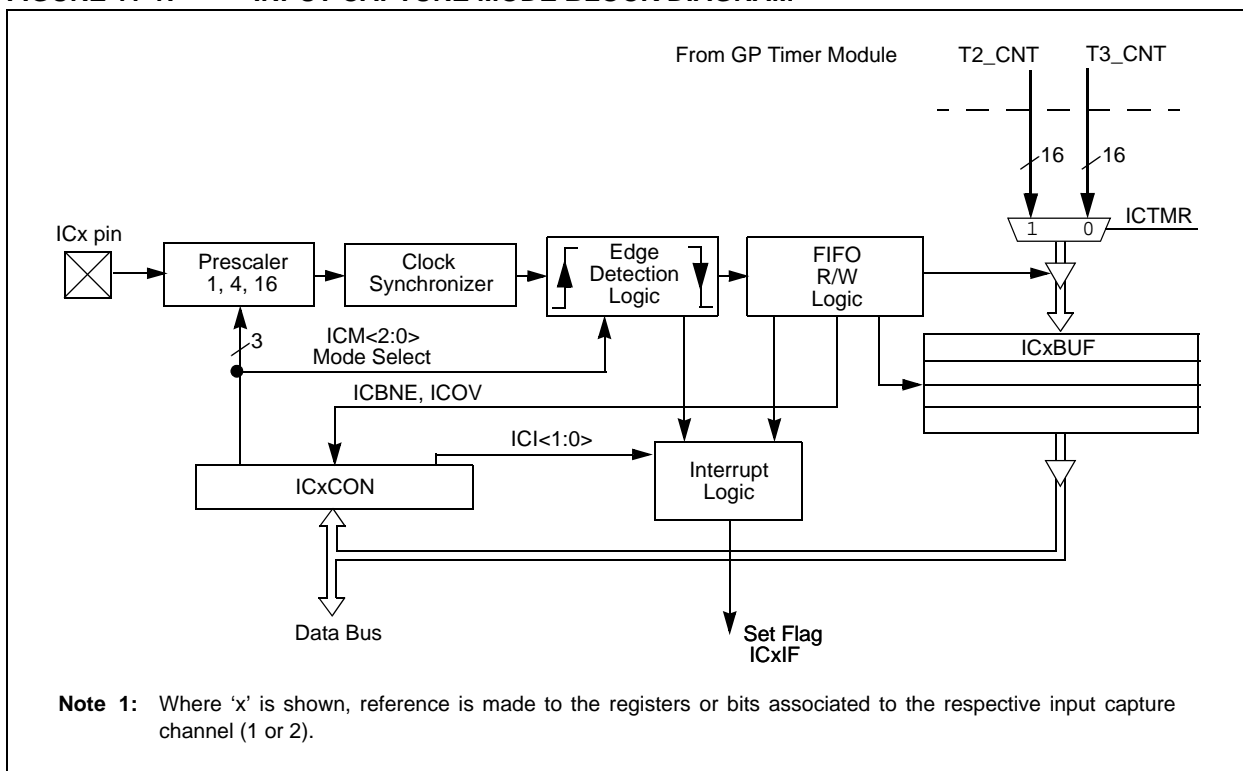 From GP Timer Module T2_CNT T3_CNT
16 16
ICx pin
1 0 ICTMR
Prescaler
1, 4, 16
Clock
Synchronizer
Edge
Detection
Logic
FIFO
R/W
Logic
3
ICM<2:0>
Mode Select
ICxBUF
ICBNE, ICOV
ICI<1:0>
Interrupt
Logic
ICxCON
Data Bus
Set Flag
ICxIF
Note 1: Where ‘x’ is shown, reference is made to the registers or bits associated to the respective input capture
channel (1 or 2).